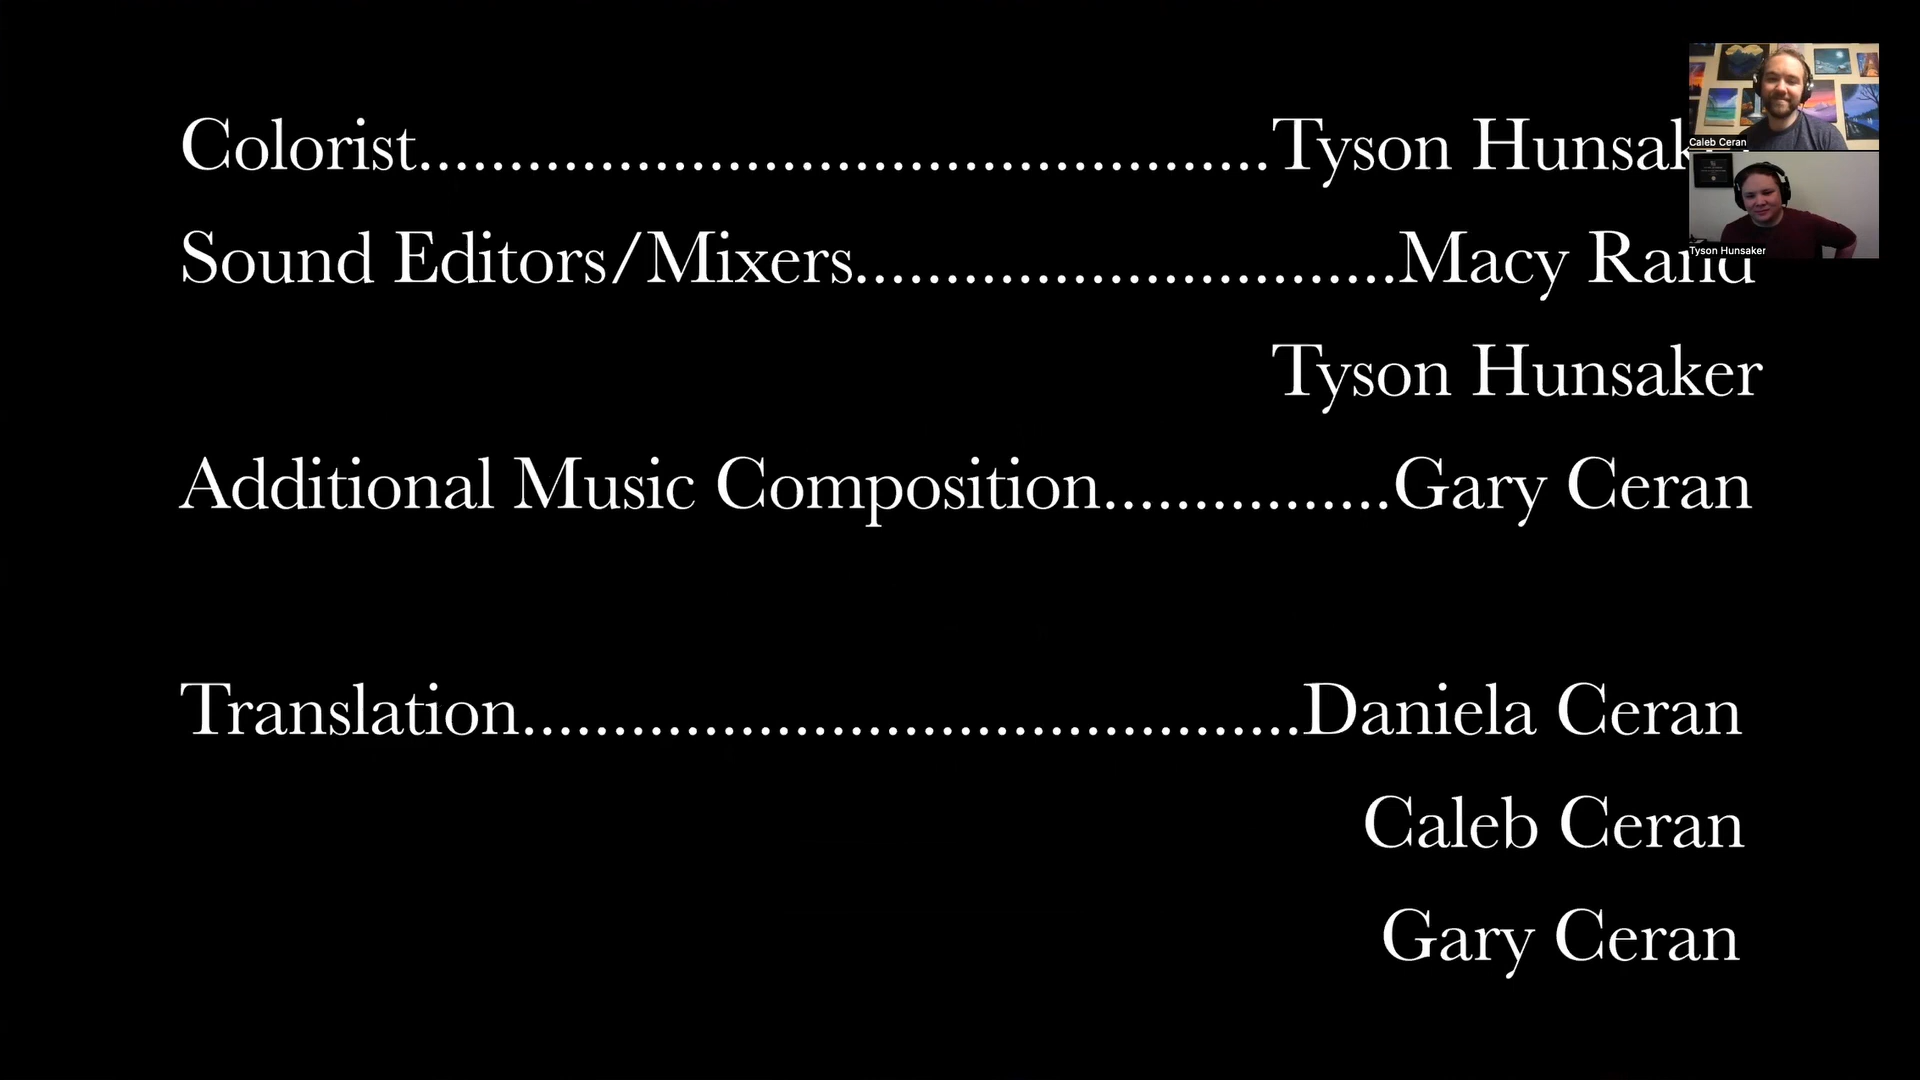 Colorist...............................................Tyson Hunsak
Caleb Ceran
Sound Editors/Mixers..............................Macy Rand
Tyson Hunsaker
Tyson Hunsaker
Additional Music Composition................Gary Ceran
Translation...........................................Daniela Ceran
Caleb Ceran
Gary Ceran